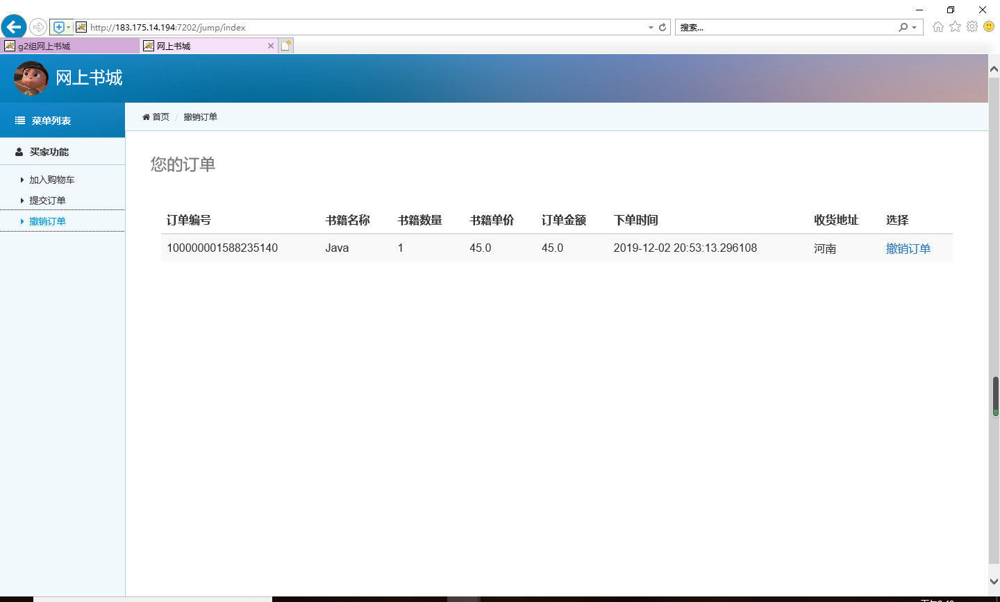 http://183.175.14.194:7202/jump/index
搜索...
g2组网上书城
网上书城
网上书城
菜单列表
首页 / 撤销订单
买家功能
加入购物车
提交订单
撤销订单
您的订单
订单编号 书籍名称 书籍数量 书籍单价 订单金额 下单时间 收货地址 选择
100000001588235140 Java 1 45.0 45.0 2019-12-02 20:53:13.296108 河南 撤销订单